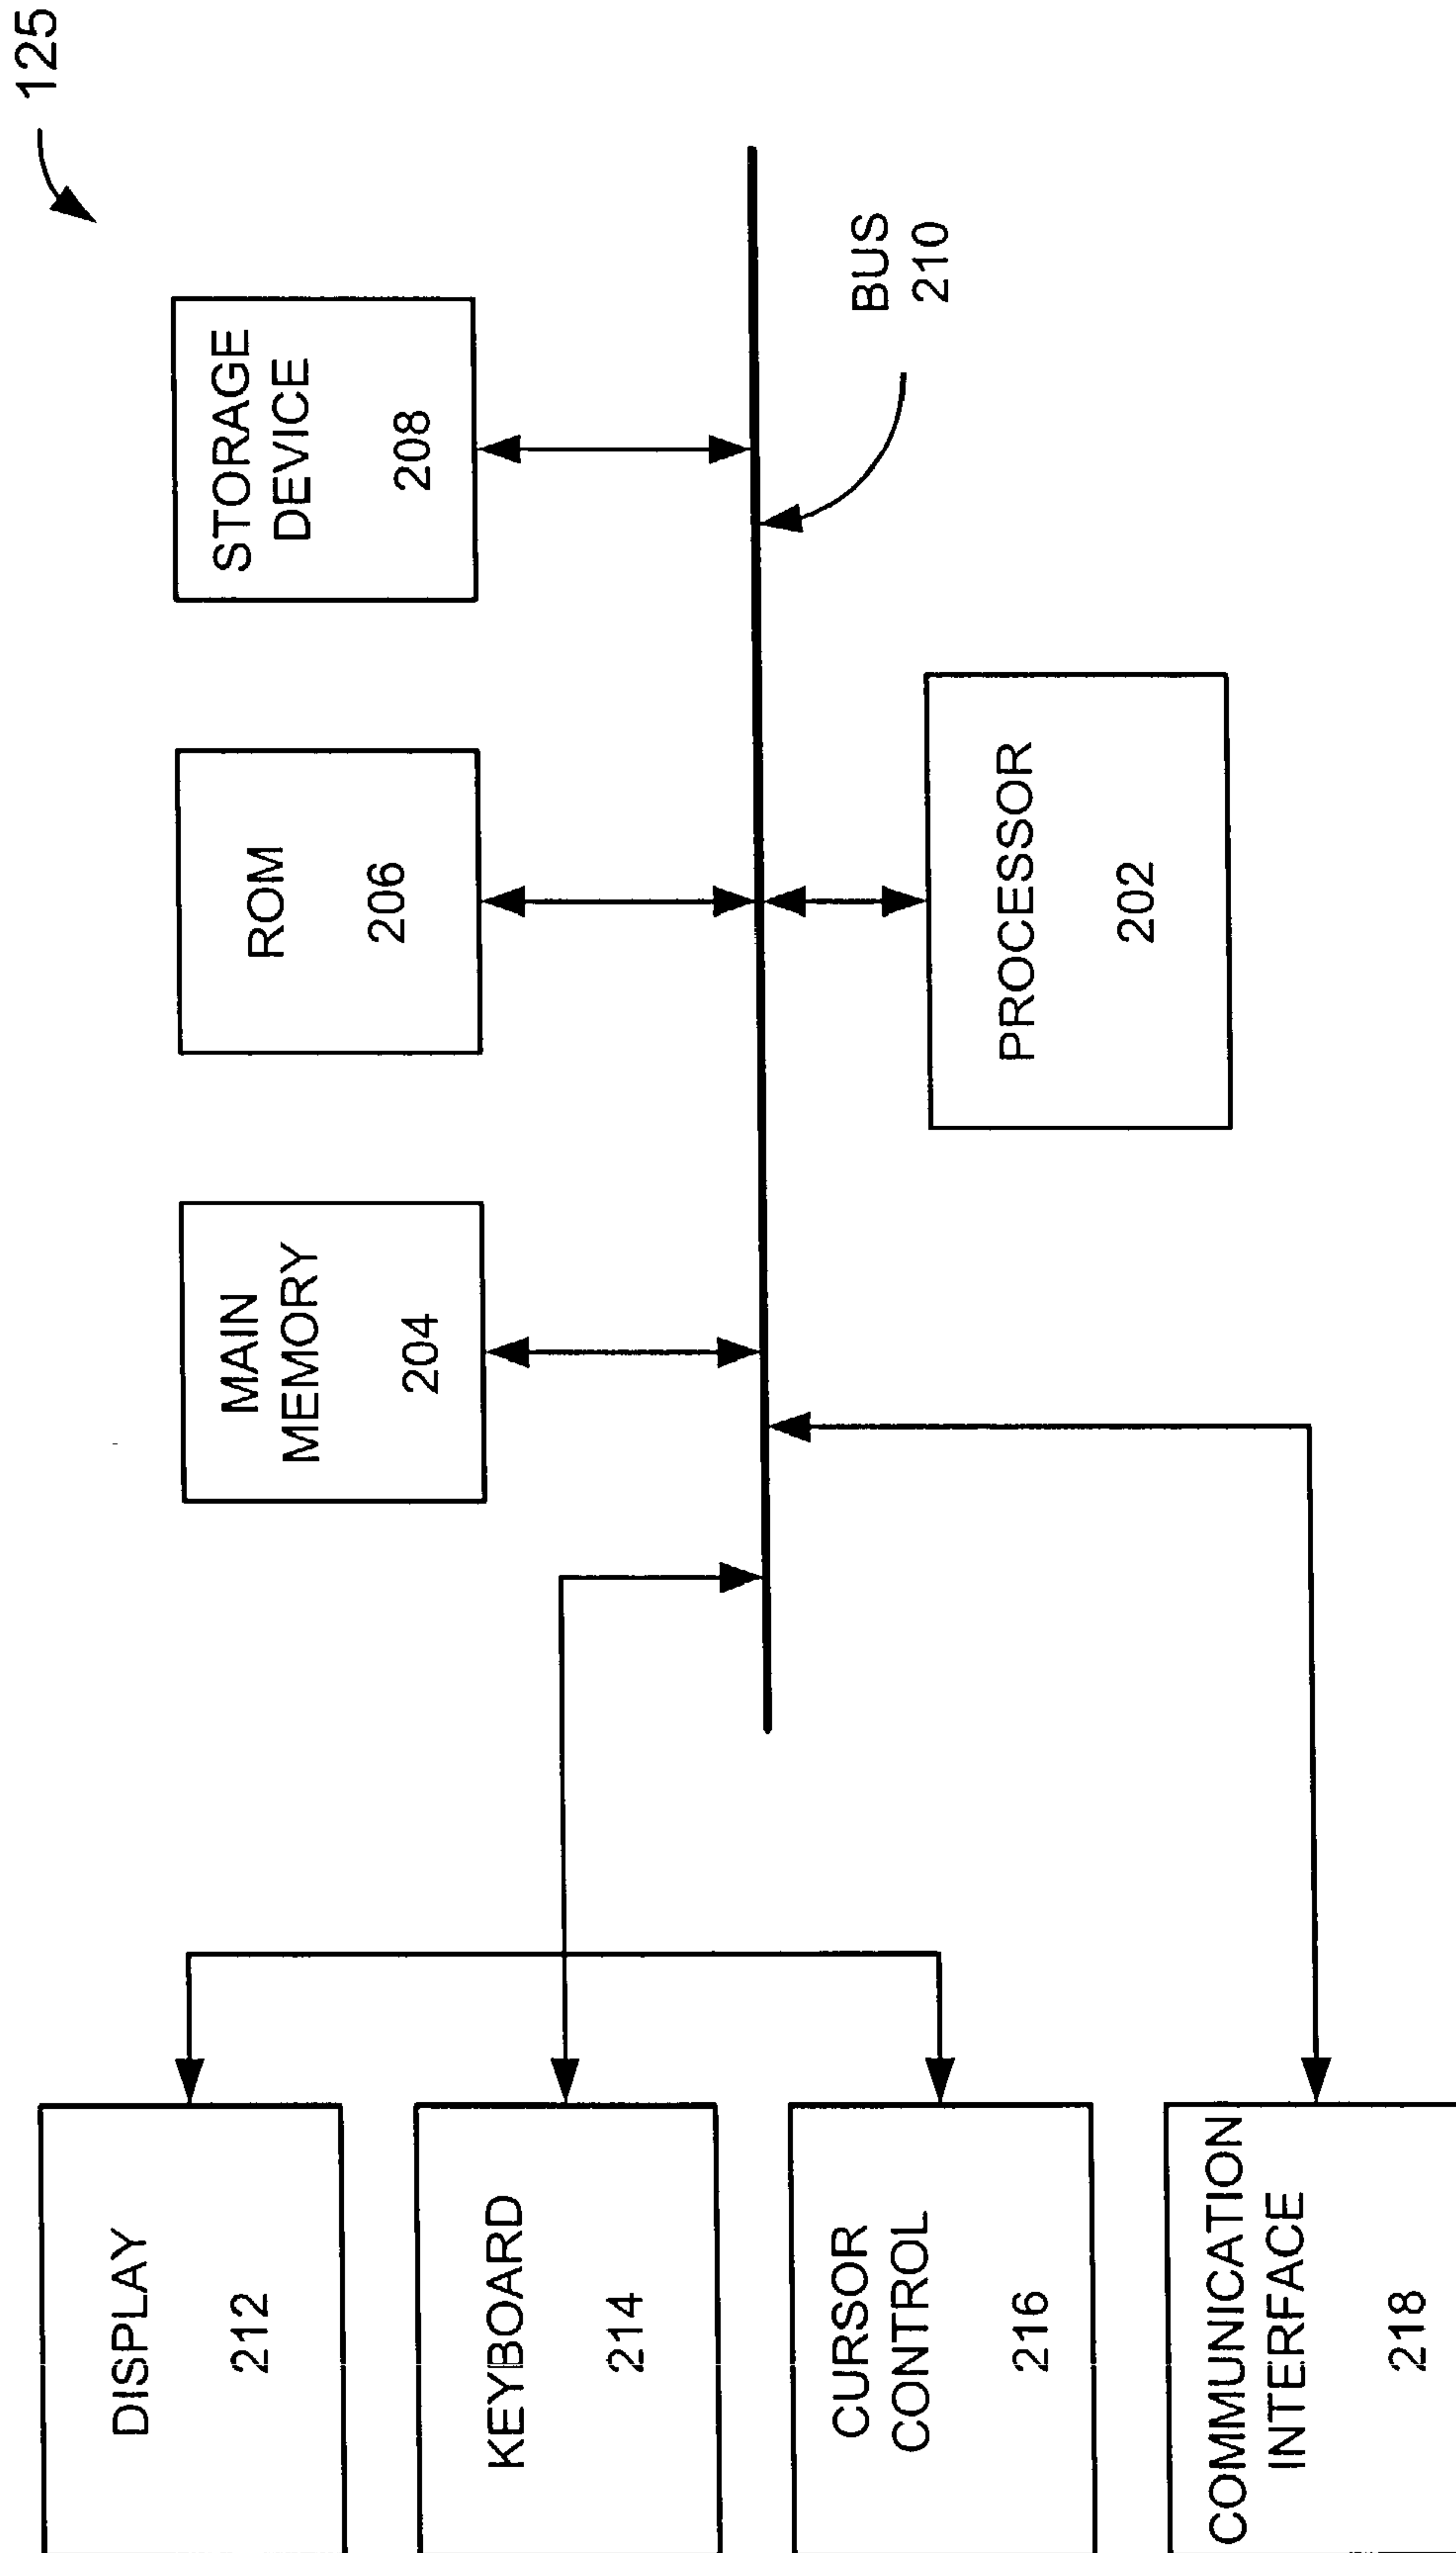 125
STORAGE
DEVICE
208
BUS
210
ROM
206
PROCESSOR
202
MAIN
MEMORY
204
DISPLAY
212
KEYBOARD
214
CURSOR
CONTROL
216
COMMUNICATION
INTERFACE
218